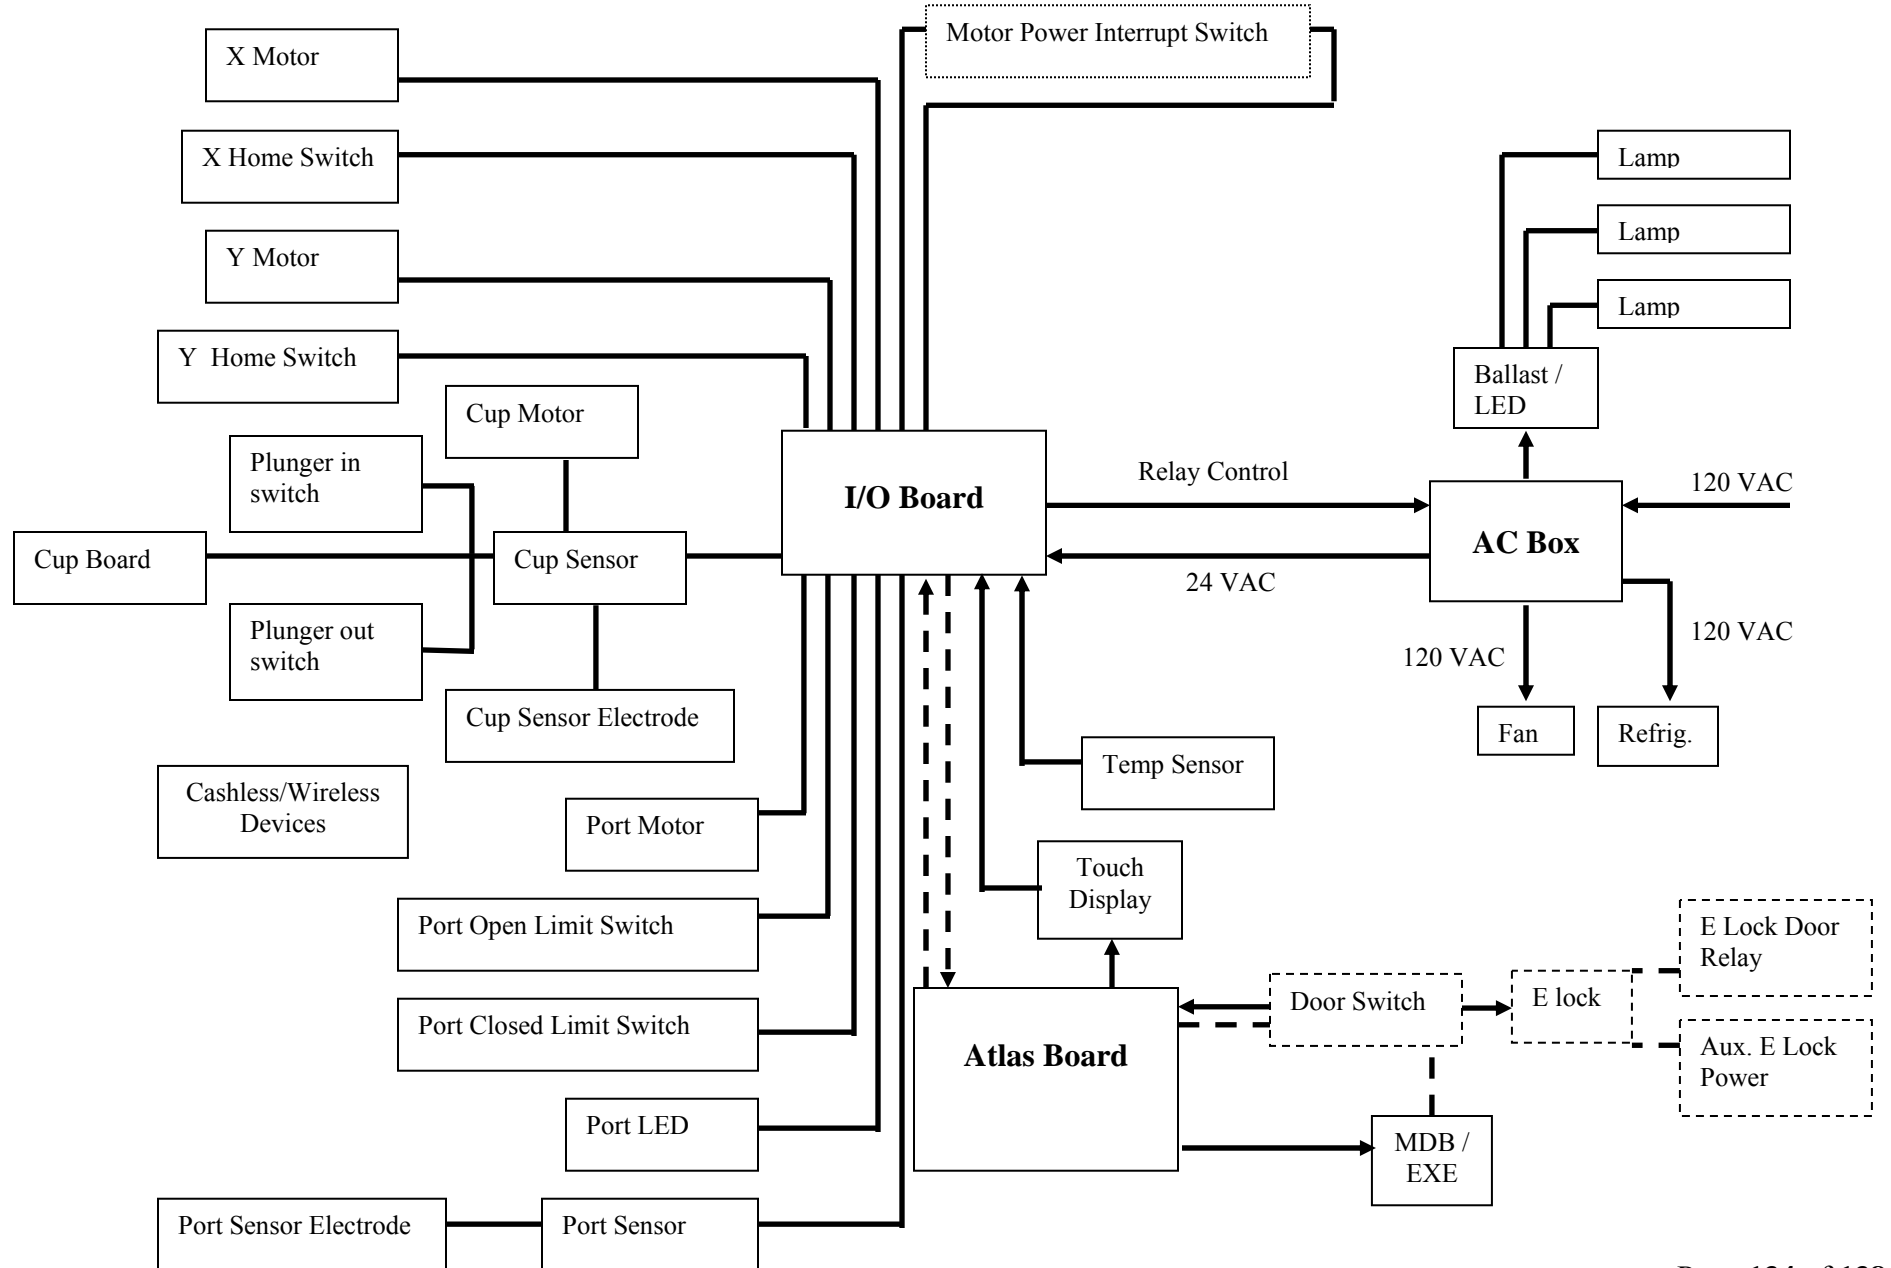 Motor Power Interrupt Switch
X Motor
X Home Switch
Y Motor
Y  Home Switch
Lamp
Lamp
Lamp
Ballast /
LED
Cup Motor
Plunger in
switch
I/O Board
Relay Control
120 VAC
AC Box
Cup Board
Cup Sensor
24 VAC
Plunger out
switch
120 VAC
120 VAC
Cup Sensor Electrode
Fan
Refrig.
Temp Sensor
Cashless/Wireless
Devices
Port Motor
Touch
Display
Port Open Limit Switch
E Lock Door
Relay
Door Switch
E lock
Port Closed Limit Switch
Atlas Board
Aux. E Lock
Power
Port LED
MDB /
EXE
Port Sensor Electrode
Port Sensor